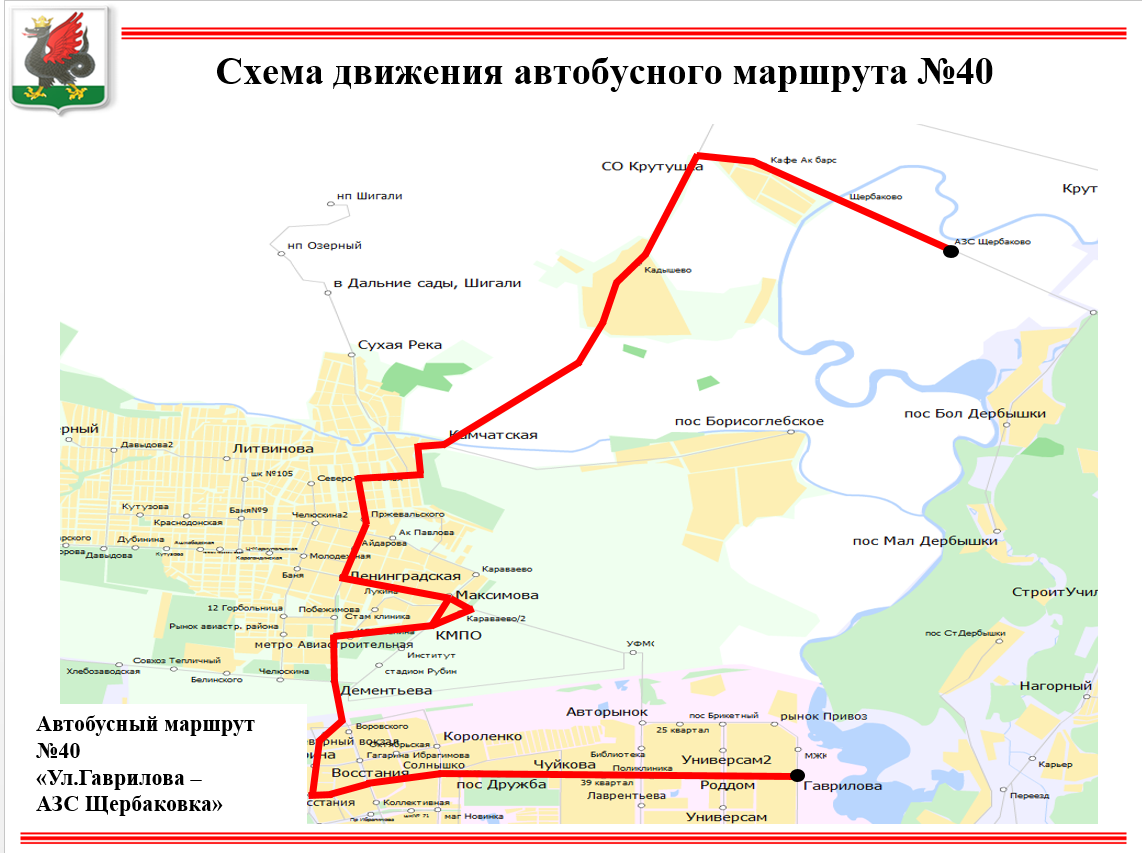 Схема движения автобусного маршрута №40
Кафе Ак барс
СО Крутушка
Крут
нп Шигали
Щербаково
АЗС Щербаково
нп Озерный
Кадышево
в Дальние сады, Шигали
Сухая Река
пос Бол Дербышки
пос Борисоглебское
ерный
Камчатская
Давыдова2
Литвинова
шк №105
Северо
Кутузова
Баня№9
Челюскина2
Пржевальского
Краснодонская
Ак Павлова
арского
Дубинина
Айдарова
пос Мал Дербышки
орова
Давыдова
Кутузова
Молодежная
Баня
Ленинградская
Караваево
Лукина
Максимова
СтроитУчил
12 Горбольница
Побежимова
Стам клиника
Караваево/2
Рынок авиастр. района
КМПО
пос СтДербышки
метро Авиастроительная
УФМС
Институт
Совхоз Тепличный
Хлебозаводская
Челюскина
стадион Рубин
Белинского
Нагорный
Дементьева
Авторынок
пос Брикетный
рынок Привоз
Автобусный маршрут
№40
«Ул.Гаврилова –
АЗС Щербаковка»
Воровского
25 квартал
Короленко
ерный вокзал
Октябрьская
Гагарина Ибрагимова
Библиотека
МЖК
Солнышко
Чуйкова
Поликлиника
Универсам2
Карьер
Восстания
пос Дружба
39 квартал
Роддом
Гаврилова
Лаврентьева
Переезд
сстания
Коллективная
маг Новинка
Универсам